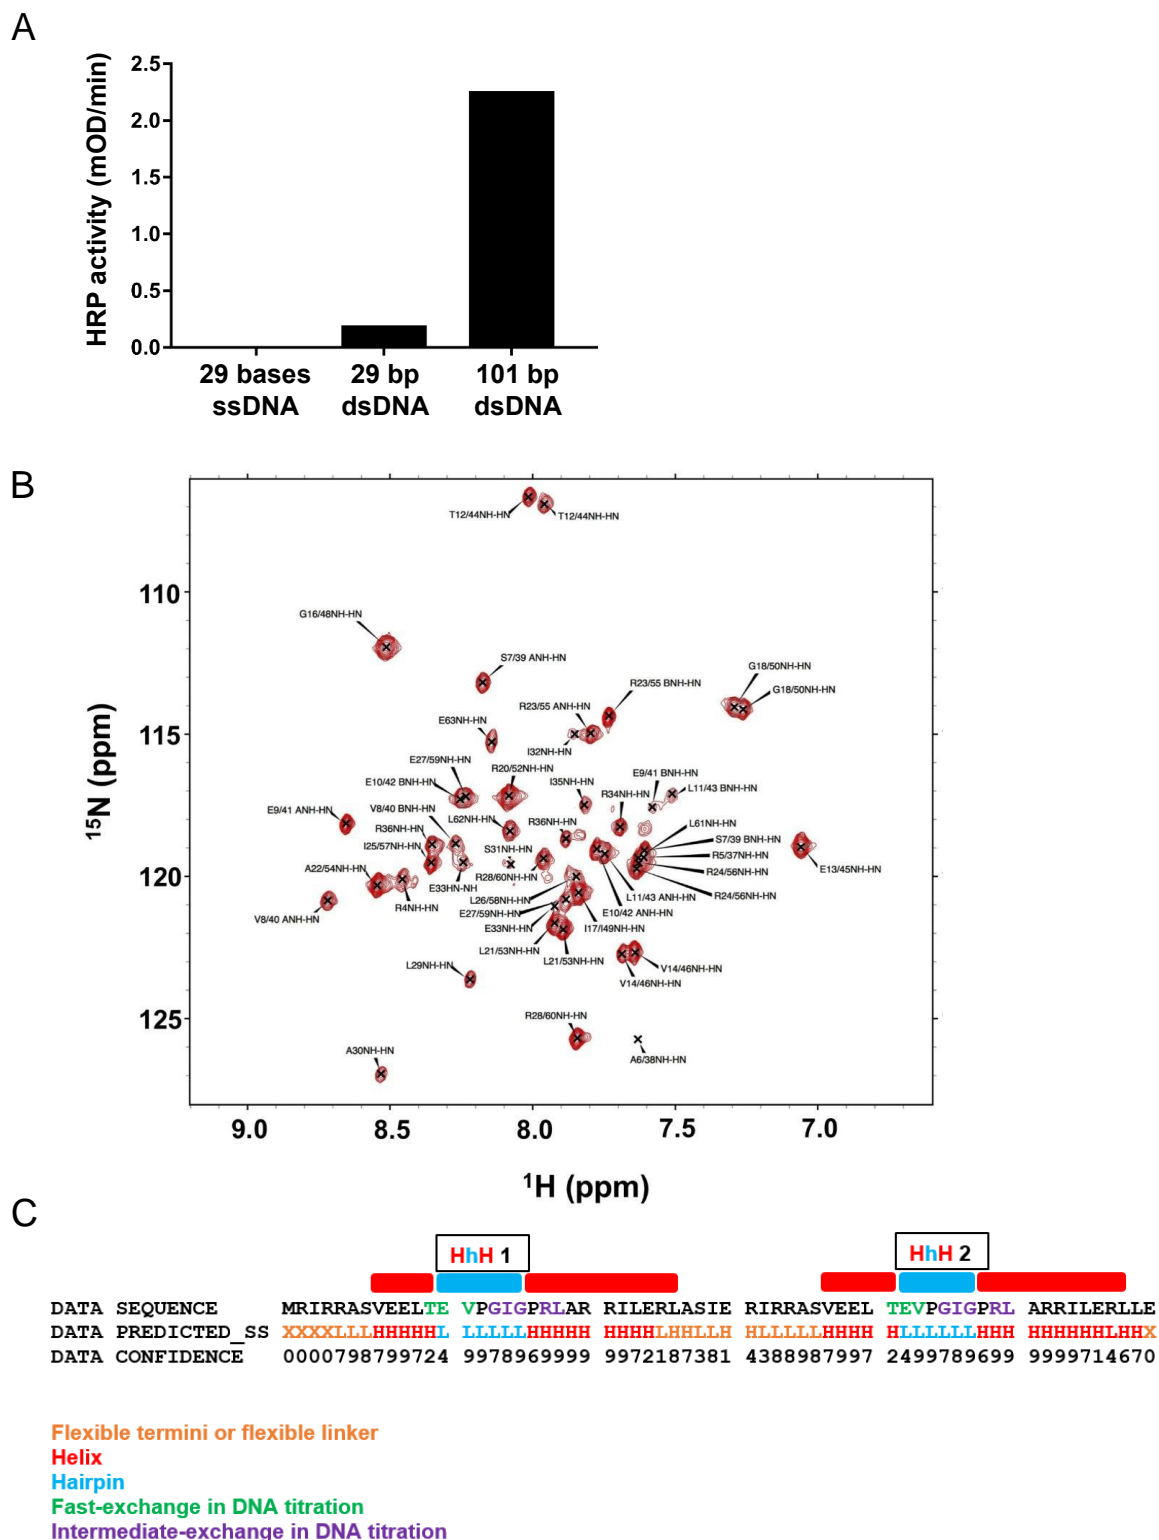 A
HRP activity (mOD/min)
2.5
2.0
1.5
1.0
0.5
0.0
29 bases
ssDNA
29 bp
dsDNA
101 bp
dsDNA
B
15N (ppm)
110
115
120
125
T12/44NH-HN
T12/44NH-HN
G16/48NH-HN
S7/39 ANH-HN
G18/50NH-HN
G18/50NH-HN
R23/55 BNH-HN
R23/55 ANH-HN
E63NH-HN
I32NH-HN
E27/59NH-HN
R20/52NH-HN
I35NH-HN
E9/41 BNH-HN
E10/42 BNH-HN
L11/43 BNH-HN
R34NH-HN
E9/41 ANH-HN
V8/40 BNH-HN
L62NH-HN
L61NH-HN
R36NH-HN
R36NH-HN
S7/39 BNH-HN
I25/57NH-HN
S31NH-HN
R5/37NH-HN
A22/54NH-HN
E33HN-NH
R28/60NH-HN
R24/56NH-HN
E13/45NH-HN
R4NH-HN
L26/58NH-HN
L11/43 ANH-HN
R24/56NH-HN
V8/40 ANH-HN
E27/59NH-HN
E10/42 ANH-HN
E33NH-HN
I17/I49NH-HN
L21/53NH-HN
L21/53NH-HN
L29NH-HN
V14/46NH-HN
V14/46NH-HN
R28/60NH-HN
A6/38NH-HN
A30NH-HN
9.0
8.5
8.0
7.5
7.0
1H (ppm)
C
HhH 1
HhH 2
DATA SEQUENCE MRIRRASVEELTE VPGIGPRLAR RILERLASIE RIRRASVEEL TEVPGIGPRL ARRILERLLE
DATA PREDICTED_SS XXXXLLLHHHHHHL LLLLLHHHHH HHHHLHHLLH HLLLLLHHHH HLLLLLLHHH HHHHHHLHHX
DATA CONFIDENCE 0000798799724 9978969999 9972187381 4388987997 2499789699 9999714670
Flexible termini or flexible linker
Helix
Hairpin
Fast-exchange in DNA titration
Intermediate-exchange in DNA titration